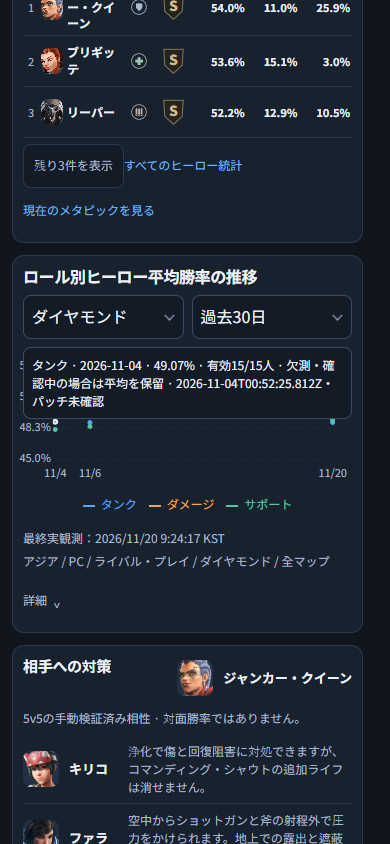 1 ー・クイーン S 54.0% 11.0% 25.9%
2 ブリギッテ S 53.6% 15.1% 3.0%
3 リーパー S 52.2% 12.9% 10.5%
残り3件を表示 すべてのヒーロー統計
現在のメタピックを見る
ロール別ヒーロー平均勝率の推移
ダイヤモンド 過去30日
タンク · 2026-11-04 · 49.07% · 有効15/15人 · 欠測・確
認中の場合は平均を保留 · 2026-11-04T00:52:25.812Z ·
パッチ未確認
48.3%
45.0%
11/4 11/6 11/20
タンク ダメージ サポート
最終実観測：2026/11/20 9:24:17 KST
アジア / PC / ライバル・プレイ / ダイヤモンド / 全マップ
詳細
相手への対策 ジャンカー・クイーン
5v5の手動検証済み相性・対面勝率ではありません。
キリコ
浄化で傷と回復阻害に対処できますが、
コマンディング・シャウトの追加ライフ
は消せません。
ファラ
空中からショットガンと斧の射程外で圧
力をかけられます。地上での露出と遮蔽